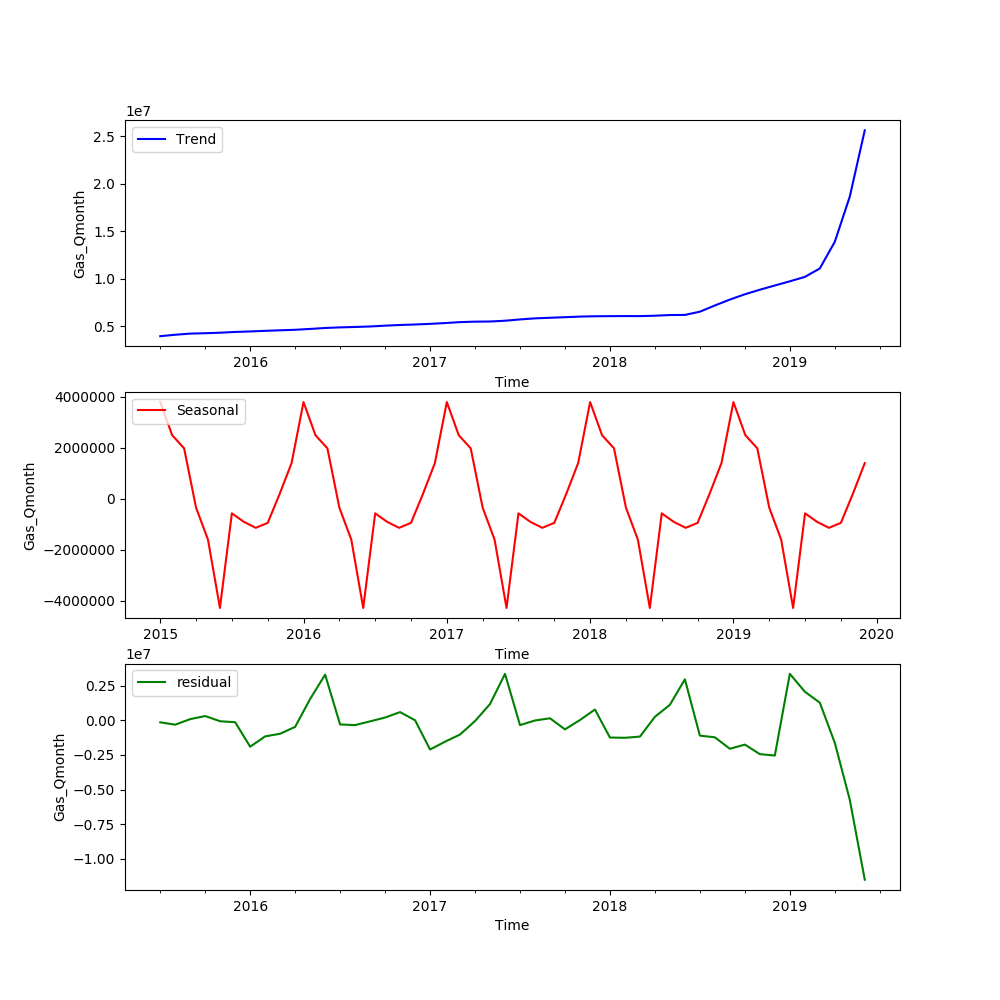 1e7
Trend
2.5
2.0
1.5
1.0
0.5
Gas_Qmonth
2016 2017 2018 2019
Time
Seasonal
4000000
2000000
0
−2000000
−4000000
Gas_Qmonth
2015 2016 2017 2018 2019 2020
Time
1e7
residual
0.25
0.00
−0.25
−0.50
−0.75
−1.00
Gas_Qmonth
2016 2017 2018 2019
Time